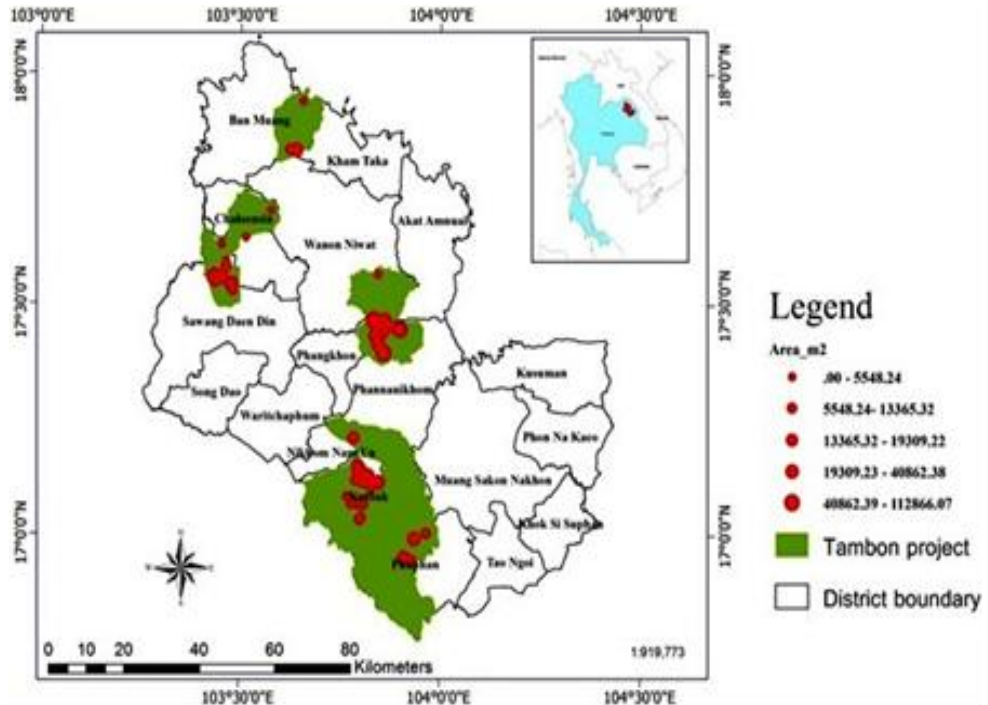 103°0'0"E 103°30'0"E 104°0'0"E 104°30'0"E
18°0'0"N
18°0'0"N
Ban Muang
Kham Taka
Akat Amnuai
Wanon Niwat
17°30'0"N
17°30'0"N
Sawang Daen Din
Phangkhon
Kusuman
Song Dao
Phannanikhom
Waritchaphum
Phon Na Kaeo
Muang Sakon Nakhon
Khok Si Suphan
17°0'0"N
17°0'0"N
Phuphan
Tao Ngoi
0 5 10 20 40 60 80
Kilometers
1:919,773
103°30'0"E 104°0'0"E 104°30'0"E
Legend
Area_m2
.00 - 5548.24
5548.24- 13365.32
13365.32 - 19309.22
19309.23 - 40862.38
40862.39 - 112866.07
Tambon project
District boundary